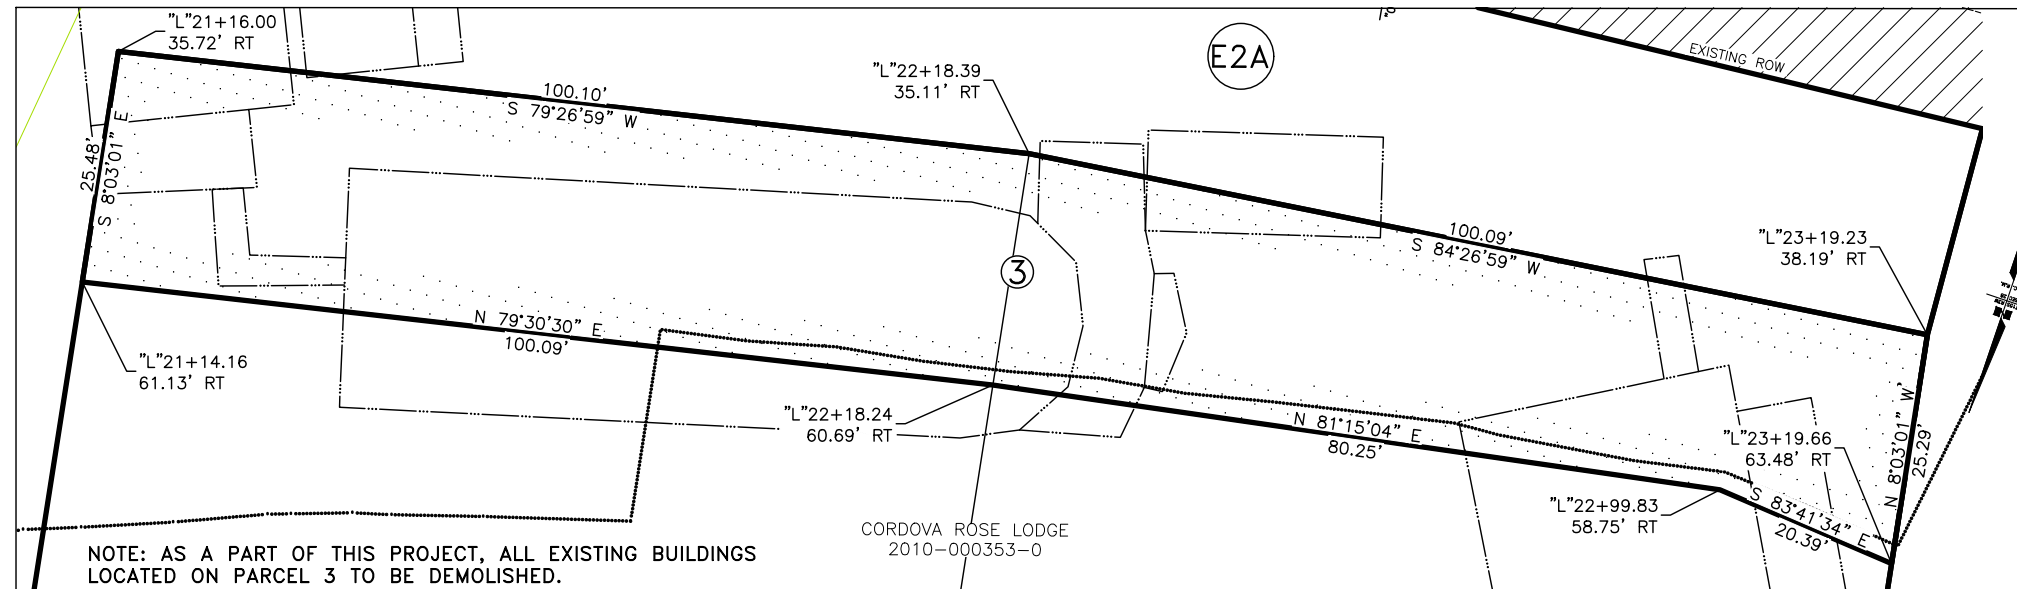 "L"21+16.00
35.72' RT
100.10'
S 79°26'59" W
"L"22+18.39
35.11' RT
E2A
EXISTING ROW
25.48'
S 8°03'01" E
3
100.09'
S 84°26'59" W
"L"23+19.23
38.19' RT
N 79°30'30" E
100.09'
"L"21+14.16
61.13' RT
"L"22+18.24
60.69' RT
N 81°15'04" E
80.25'
"L"23+19.66
63.48' RT
N 8°03'01" W
25.29'
"L"22+99.83
58.75' RT
S 83°41'34" E
20.39'
CORDOVA ROSE LODGE
2010-000353-0
NOTE: AS A PART OF THIS PROJECT, ALL EXISTING BUILDINGS
LOCATED ON PARCEL 3 TO BE DEMOLISHED.